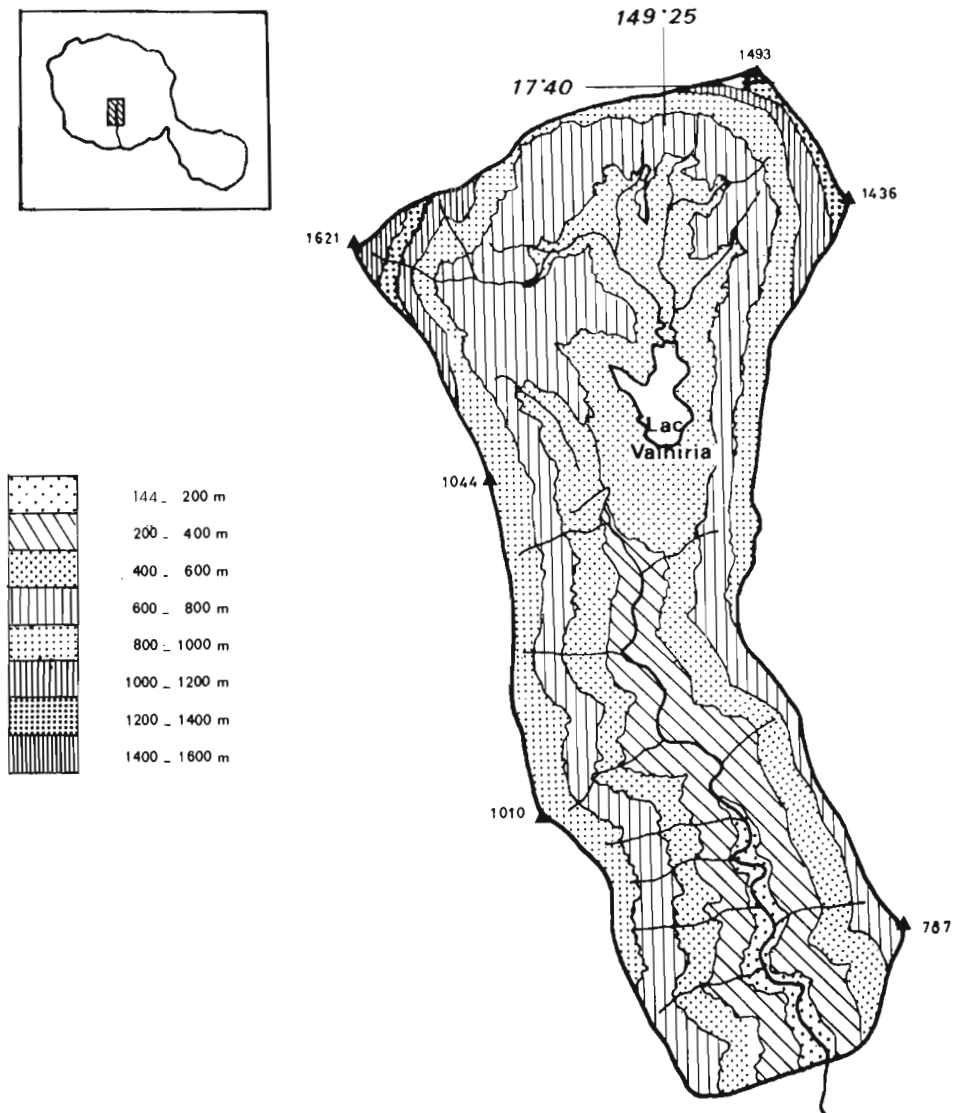 149°25
1493
17°40
1436
1621
Lac
Vaihiria
1044
144 - 200 m
200 - 400 m
400 - 600 m
600 - 800 m
800 - 1000 m
1000 - 1200 m
1200 - 1400 m
1400 - 1600 m
1010
787